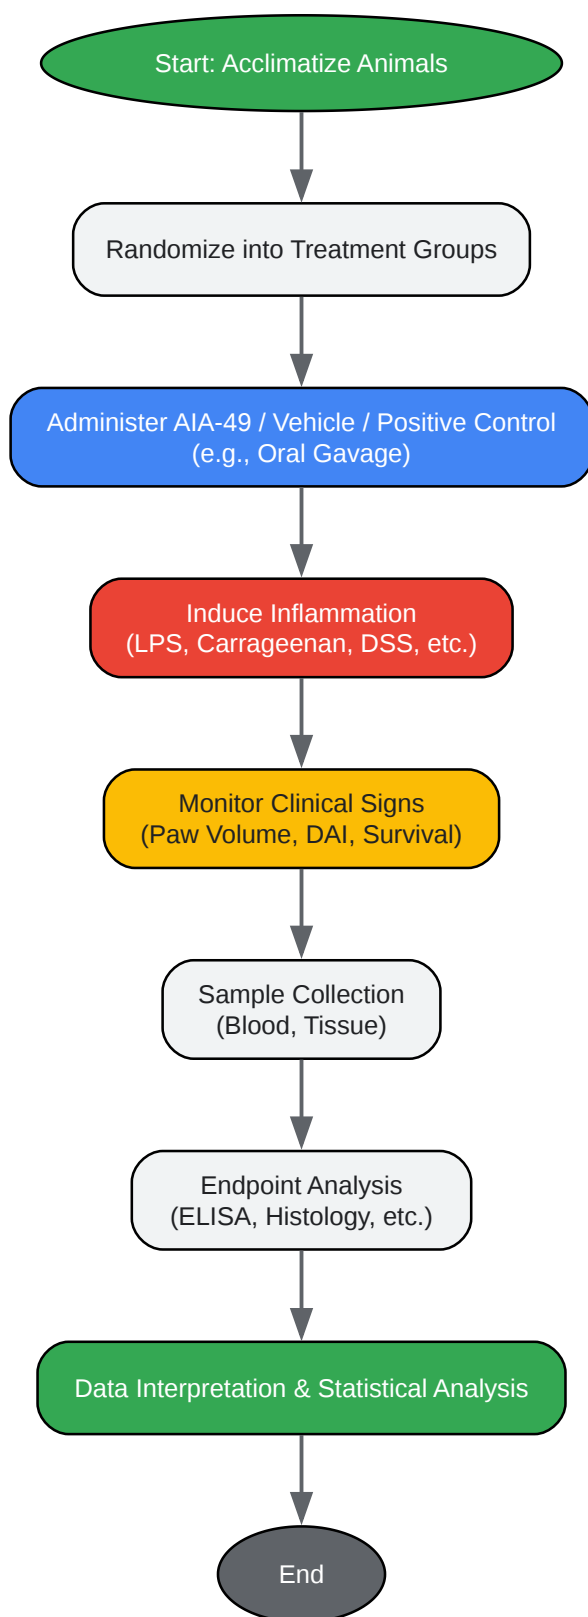 Start: Acclimatize Animals
Randomize into Treatment Groups
Administer AIA-49 / Vehicle / Positive Control
(e.g., Oral Gavage)
Induce Inflammation
(LPS, Carrageenan, DSS, etc.)
Monitor Clinical Signs
(Paw Volume, DAI, Survival)
Sample Collection
(Blood, Tissue)
Endpoint Analysis
(ELISA, Histology, etc.)
Data Interpretation & Statistical Analysis
End